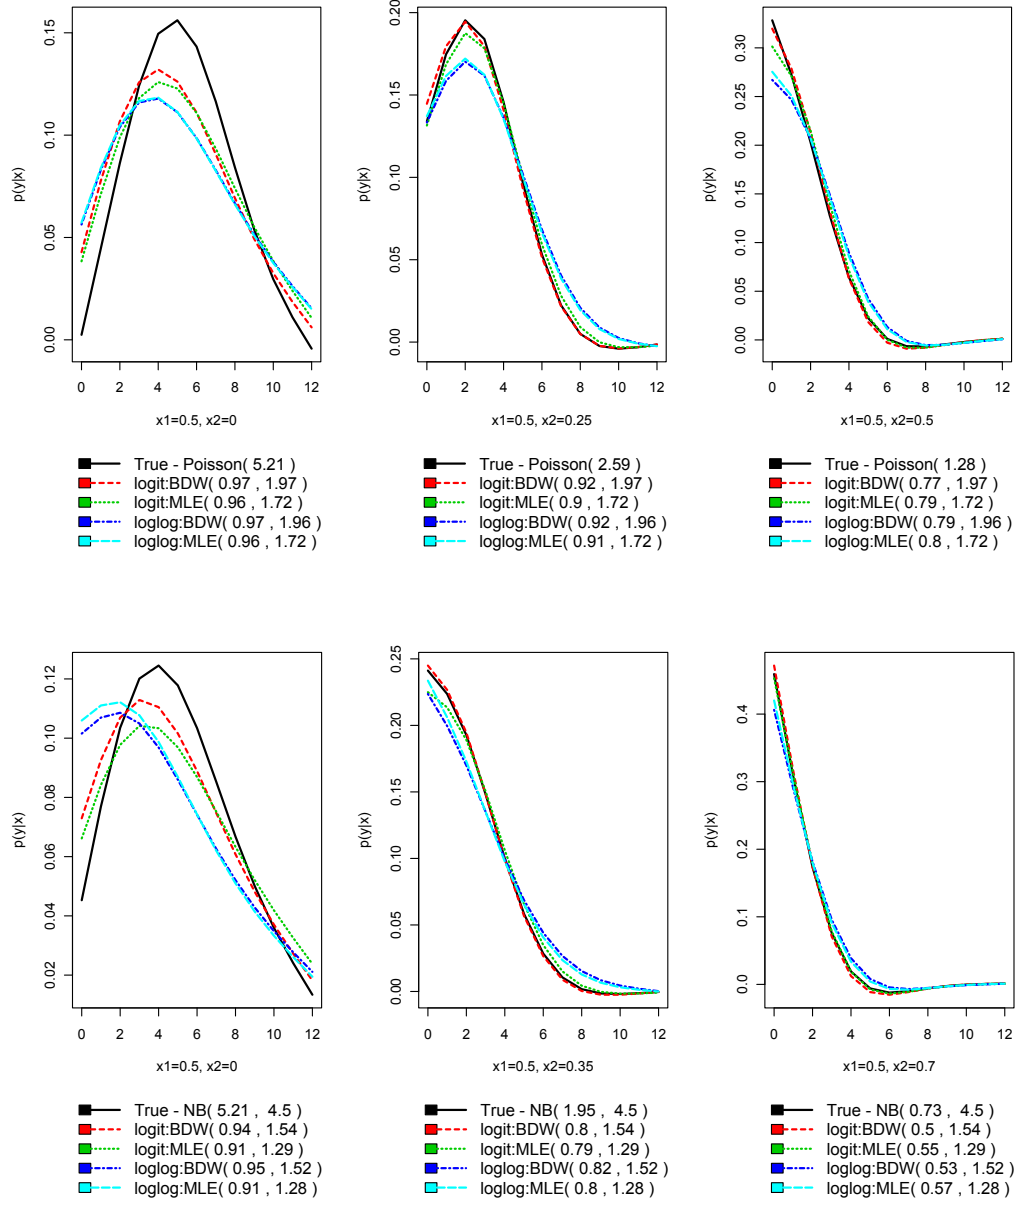 0.00 0.05 0.10 0.15
p(y|x)
0 2 4 6 8 10 12
x1=0.5, x2=0
True - Poisson( 5.21 )
logit:BDW( 0.97 , 1.97 )
logit:MLE( 0.96 , 1.72 )
loglog:BDW( 0.97 , 1.96 )
loglog:MLE( 0.96 , 1.72 )
0.00 0.05 0.10 0.15 0.20
p(y|x)
0 2 4 6 8 10 12
x1=0.5, x2=0.25
True - Poisson( 2.59 )
logit:BDW( 0.92 , 1.97 )
logit:MLE( 0.9 , 1.72 )
loglog:BDW( 0.92 , 1.96 )
loglog:MLE( 0.91 , 1.72 )
0.00 0.05 0.10 0.15 0.20 0.25 0.30
p(y|x)
0 2 4 6 8 10 12
x1=0.5, x2=0.5
True - Poisson( 1.28 )
logit:BDW( 0.77 , 1.97 )
logit:MLE( 0.79 , 1.72 )
loglog:BDW( 0.79 , 1.96 )
loglog:MLE( 0.8 , 1.72 )
0.02 0.04 0.06 0.08 0.10 0.12
p(y|x)
0 2 4 6 8 10 12
x1=0.5, x2=0
True - NB( 5.21 , 4.5 )
logit:BDW( 0.94 , 1.54 )
logit:MLE( 0.91 , 1.29 )
loglog:BDW( 0.95 , 1.52 )
loglog:MLE( 0.91 , 1.28 )
0.00 0.05 0.10 0.15 0.20 0.25
p(y|x)
0 2 4 6 8 10 12
x1=0.5, x2=0.35
True - NB( 1.95 , 4.5 )
logit:BDW( 0.8 , 1.54 )
logit:MLE( 0.79 , 1.29 )
loglog:BDW( 0.82 , 1.52 )
loglog:MLE( 0.8 , 1.28 )
0.0 0.1 0.2 0.3 0.4
p(y|x)
0 2 4 6 8 10 12
x1=0.5, x2=0.7
True - NB( 0.73 , 4.5 )
logit:BDW( 0.5 , 1.54 )
logit:MLE( 0.55 , 1.29 )
loglog:BDW( 0.53 , 1.52 )
loglog:MLE( 0.57 , 1.28 )